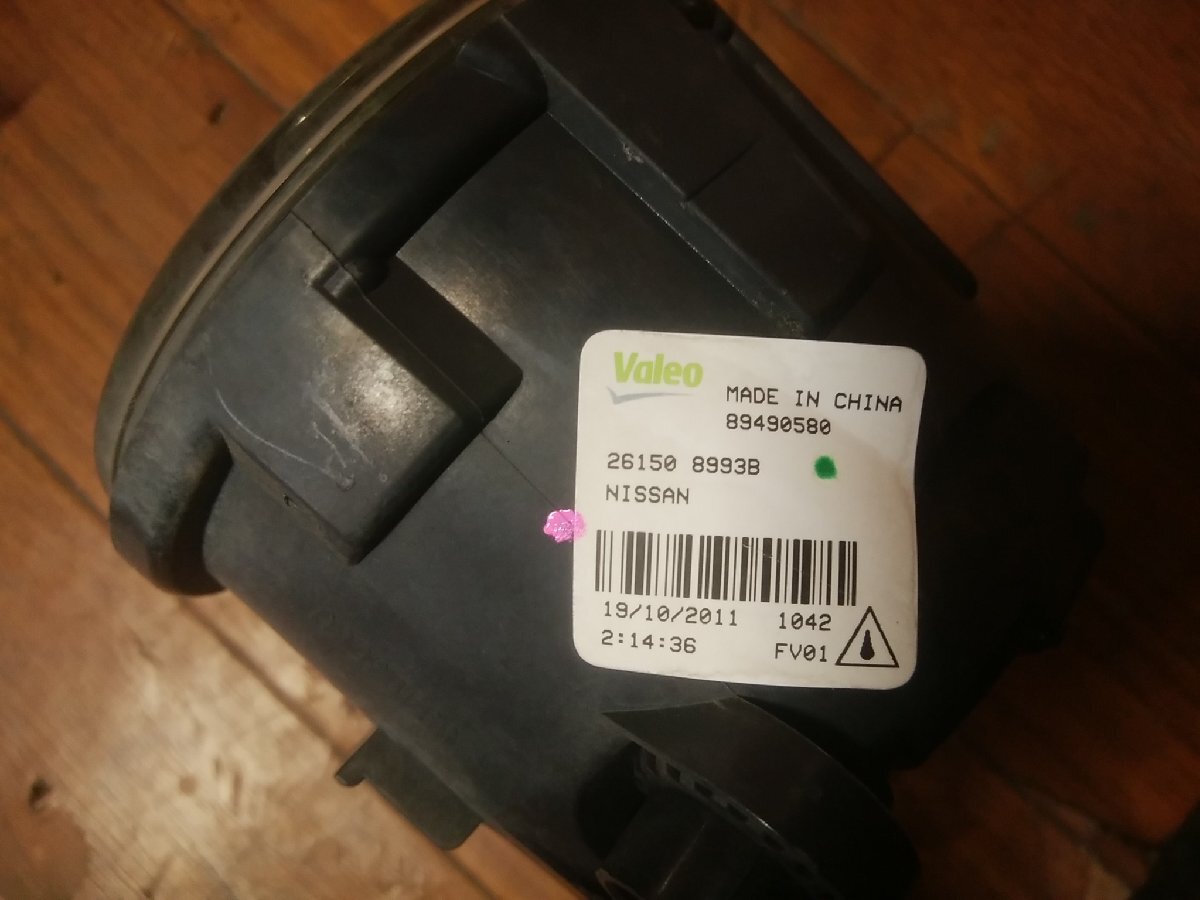 Valeo
MADE IN CHINA
89490580
26150 8993B
NISSAN
19/10/2011 1042
2:14:36 FV01